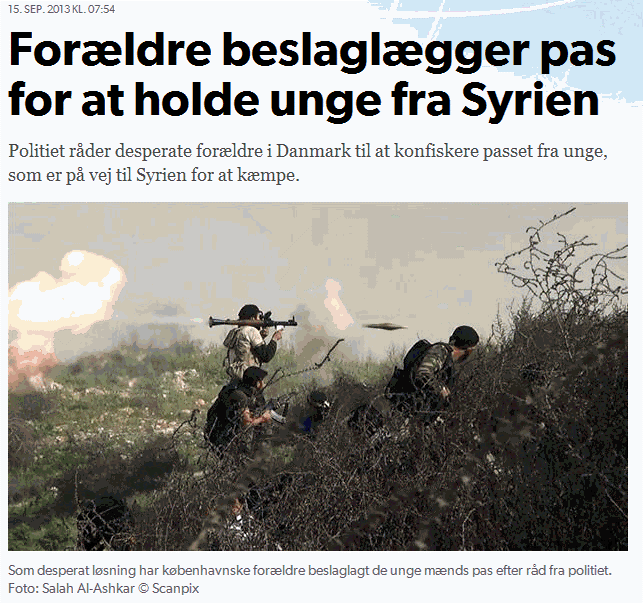 15. SEP. 2013 KL. 07:54
Forældre beslaglægger pas
for at holde unge fra Syrien
Politiet råder desperate forældre i Danmark til at konfiskere passet fra unge,
som er på vej til Syrien for at kæmpe.
Som desperat løsning har københavnske forældre beslaglagt de unge mænds pas efter råd fra politiet.
Foto: Salah Al-Ashkar © Scanpix